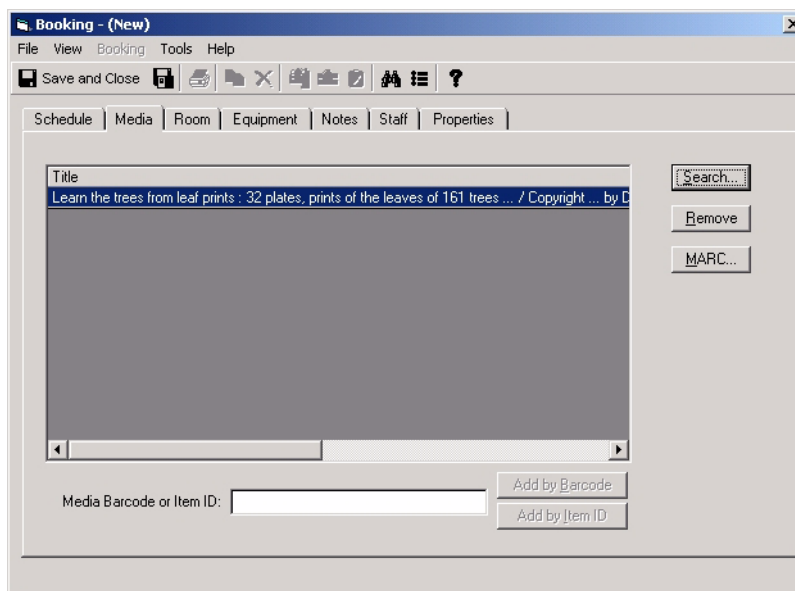 Booking - (New)
File View Booking Tools Help
Save and Close
Schedule Media Room Equipment Notes Staff Properties
Title
Learn the trees from leaf prints : 32 plates, prints of the leaves of 161 trees ... / Copyright ... by D
Search...
Remove
MARC...
Media Barcode or Item ID:
Add by Barcode
Add by Item ID